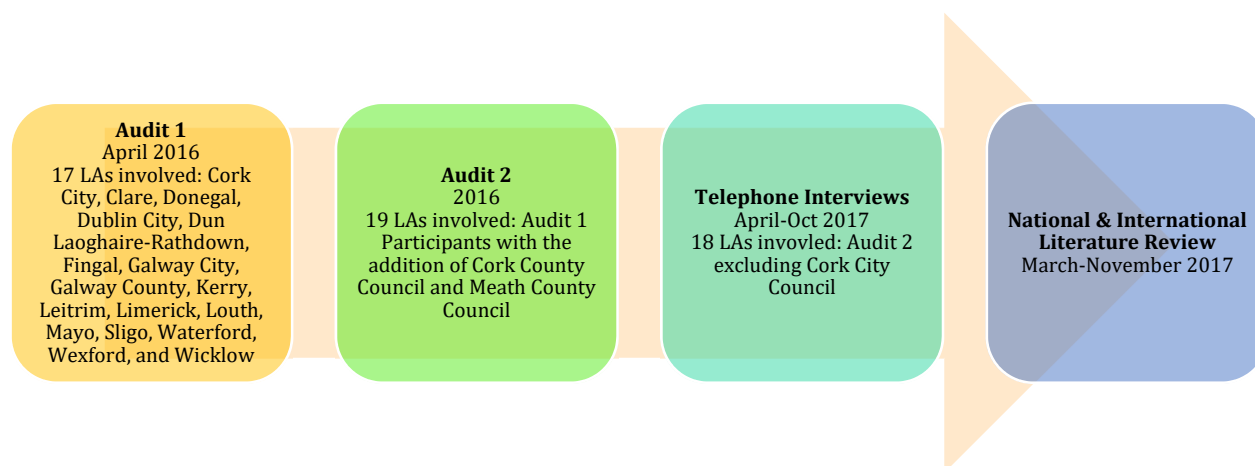 Audit 1
April 2016
17 LAs involved: Cork
City, Clare, Donegal,
Dublin City, Dun
Laoghaire-Rathdown,
Fingal, Galway City,
Galway County, Kerry,
Leitrim, Limerick, Louth,
Mayo, Sligo, Waterford,
Wexford, and Wicklow
Audit 2
2016
19 LAs involved: Audit 1
Participants with the
addition of Cork County
Council and Meath County
Council
Telephone Interviews
April-Oct 2017
18 LAs invovled: Audit 2
excluding Cork City
Council
National & International
Literature Review
March-November 2017